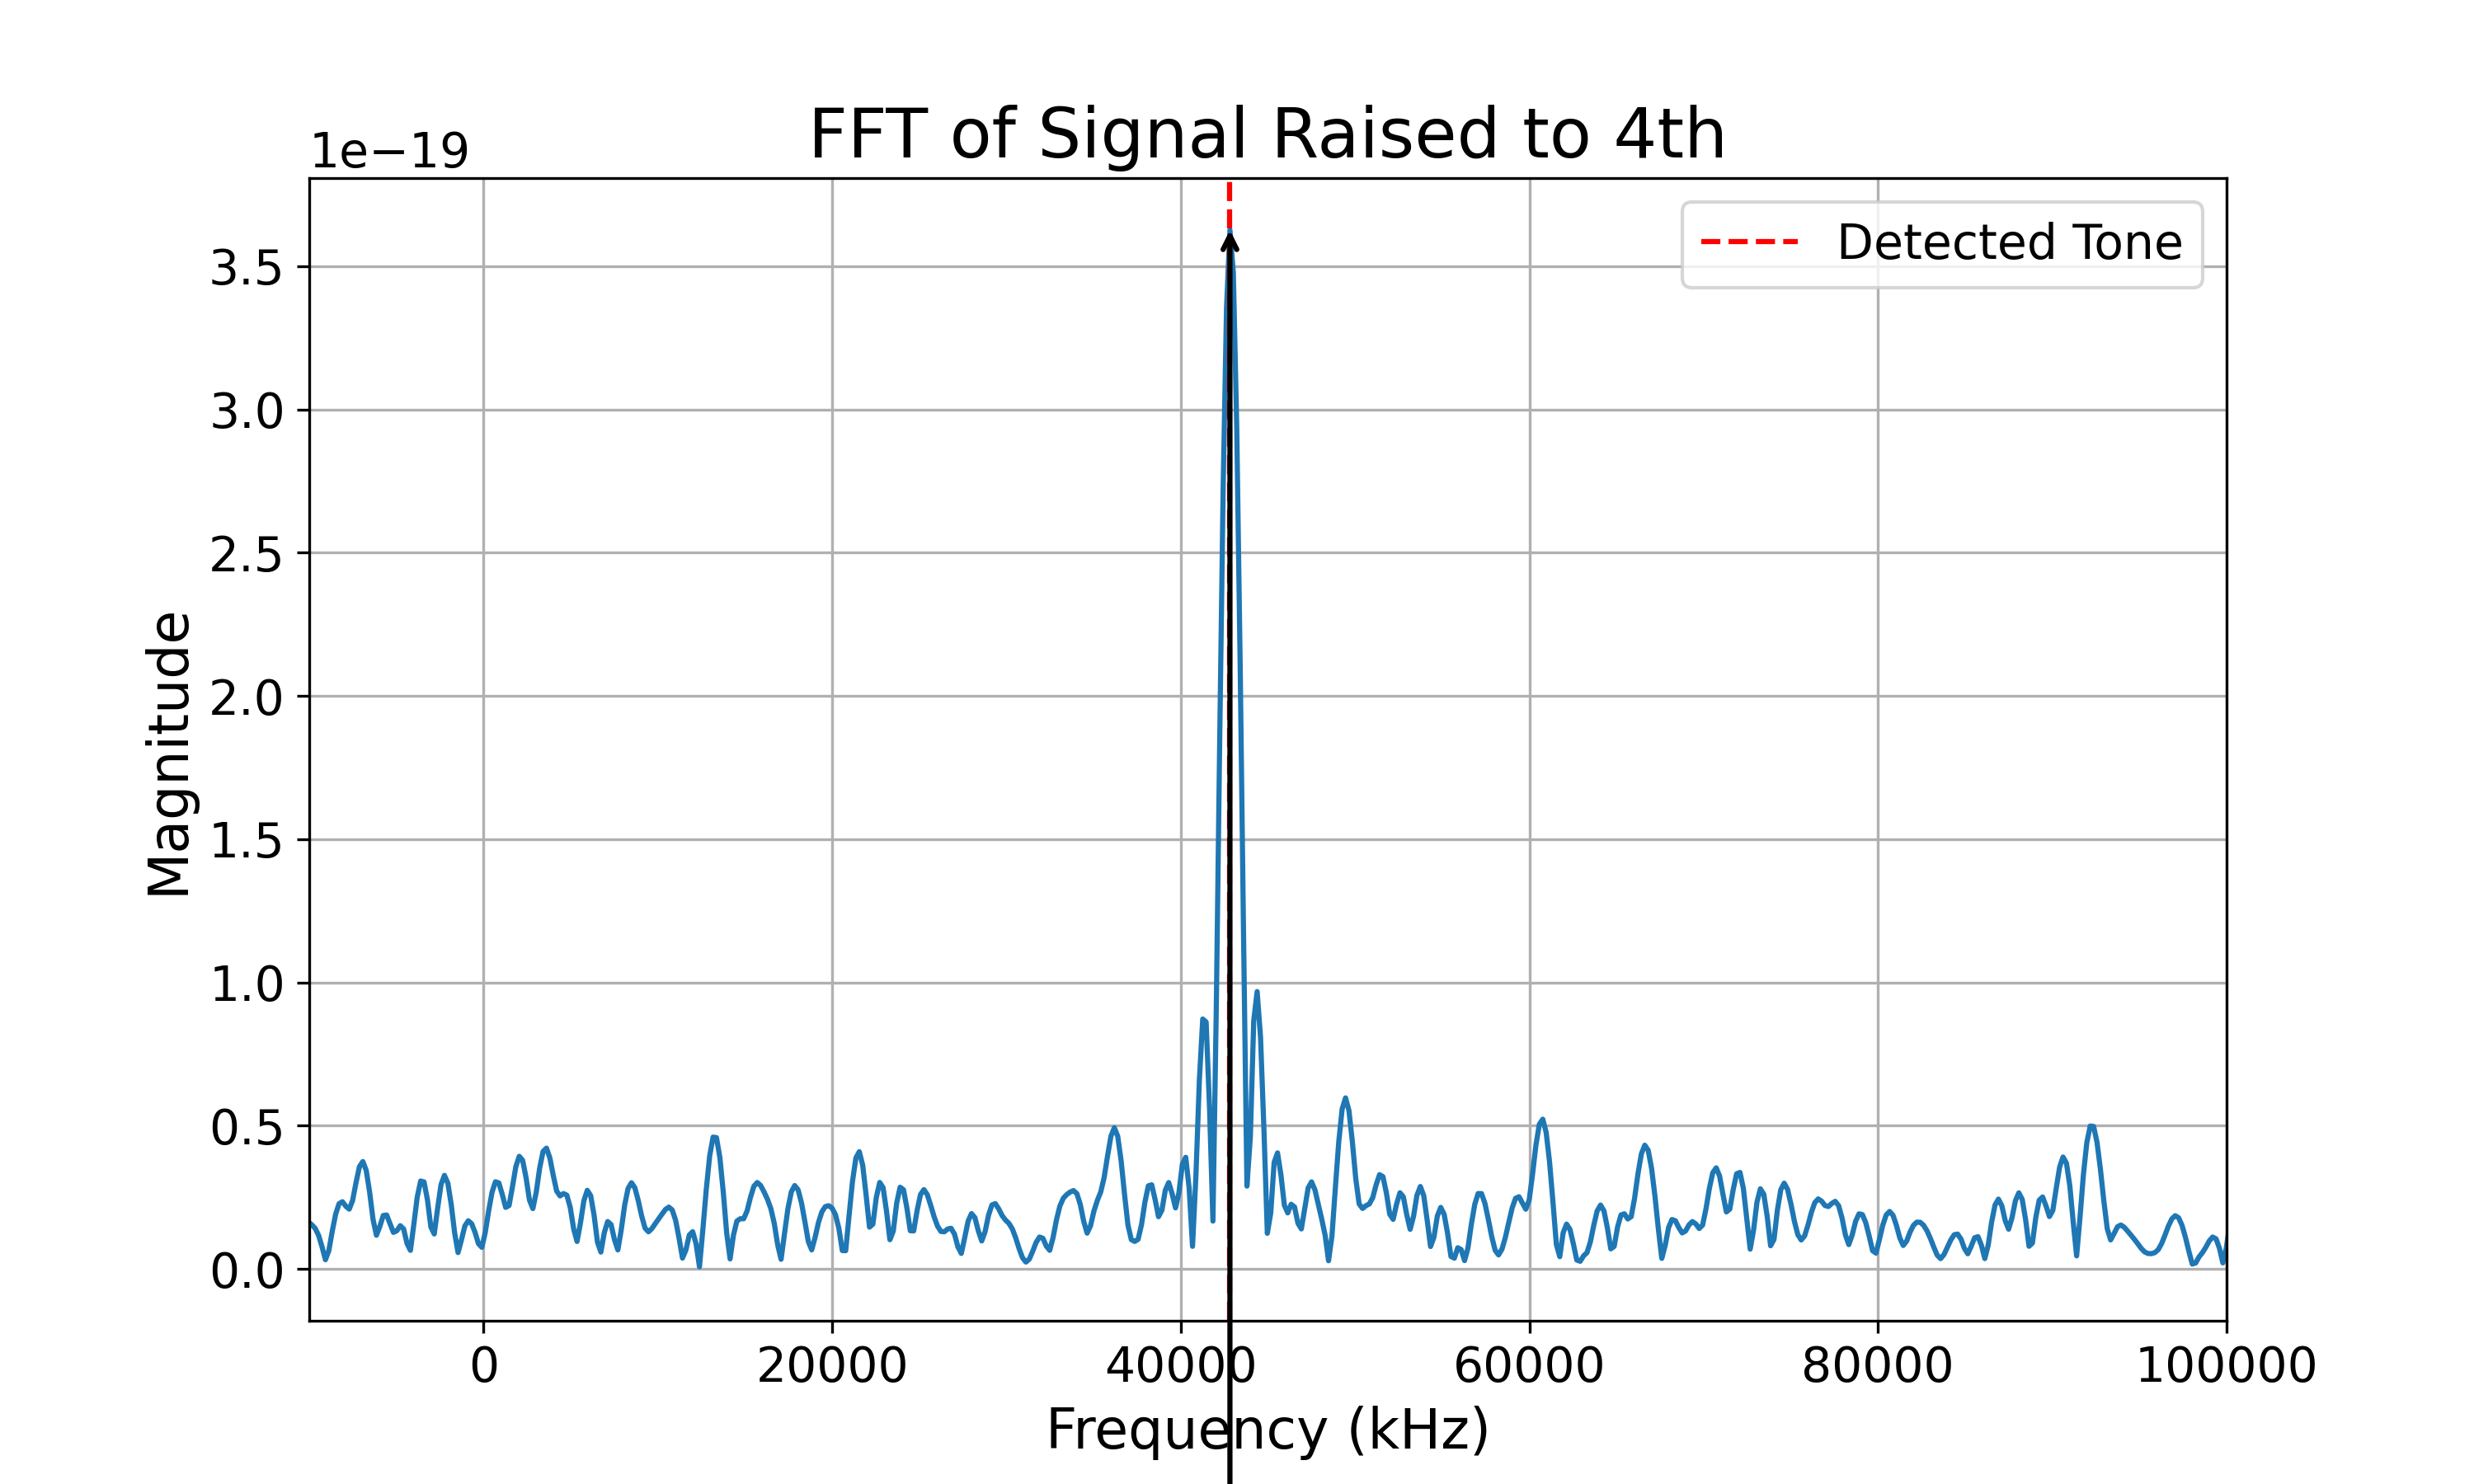 FFT of Signal Raised to 4th
1e−19
Detected Tone
3.5
3.0
2.5
2.0
1.5
1.0
0.5
0.0
Magnitude
0 20000 40000 60000 80000 100000
Frequency (kHz)